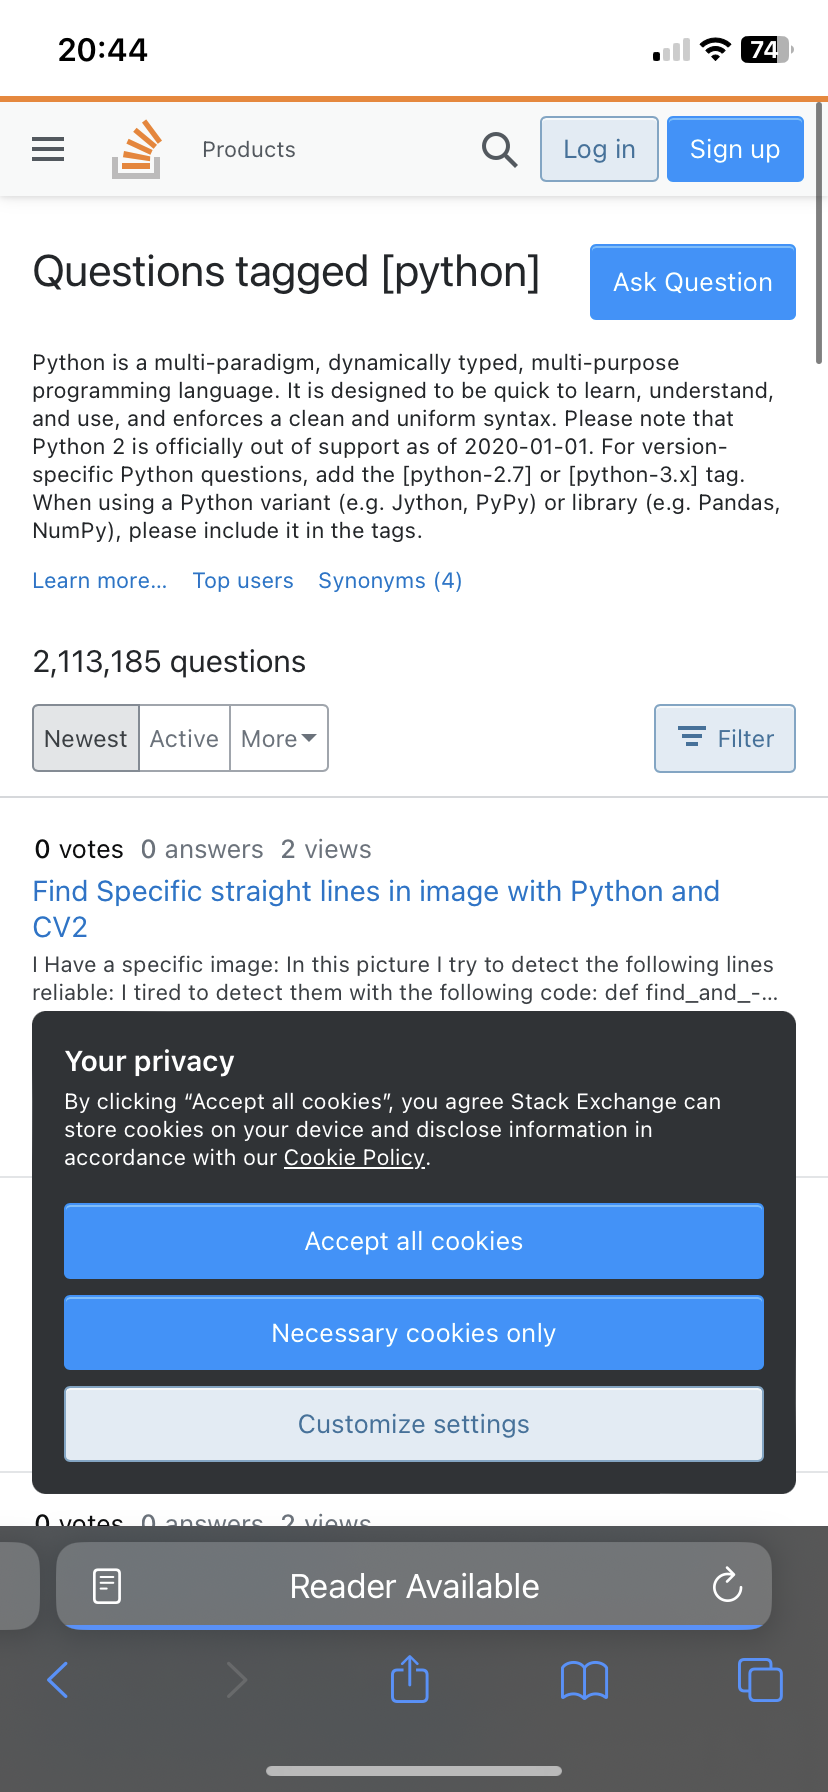 20:44
74
Products
Log in
Sign up
Questions tagged [python]
Ask Question
Python is a multi-paradigm, dynamically typed, multi-purpose
programming language. It is designed to be quick to learn, understand,
and use, and enforces a clean and uniform syntax. Please note that
Python 2 is officially out of support as of 2020-01-01. For version-
specific Python questions, add the [python-2.7] or [python-3.x] tag.
When using a Python variant (e.g. Jython, PyPy) or library (e.g. Pandas,
NumPy), please include it in the tags.
Learn more... Top users Synonyms (4)
2,113,185 questions
Newest Active More Filter
0 votes 0 answers 2 views
Find Specific straight lines in image with Python and
CV2
I Have a specific image: In this picture I try to detect the following lines
reliable: I tired to detect them with the following code: def find_and_-...
Your privacy
By clicking “Accept all cookies”, you agree Stack Exchange can
store cookies on your device and disclose information in
accordance with our Cookie Policy.
Accept all cookies
Necessary cookies only
Customize settings
0 votes 0 answers 2 views
Reader Available